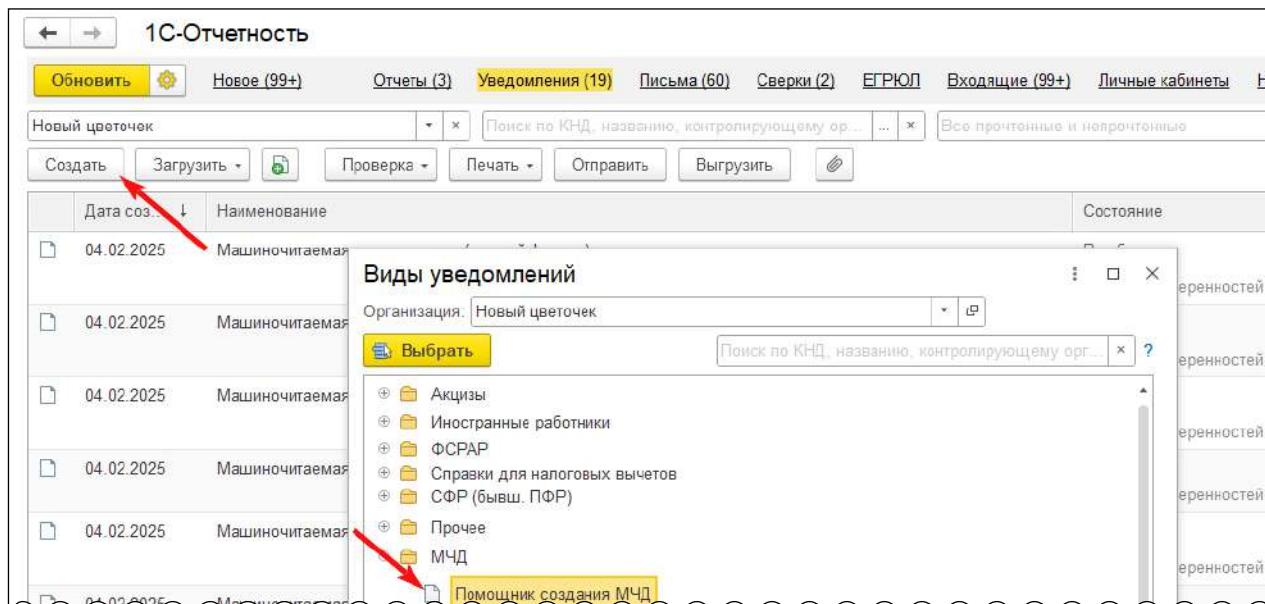 1С-Отчетность
Обновить Новое (99+) Отчеты (3) Уведомления (19) Письма (60) Сверки (2) ЕГРЮЛ Входящие (99+) Личные кабинеты Н
Новый цветочек Поиск по КНД, названию, контролирующему ор... ... × Все прочтенные и непрочтенные
Создать Загрузить Проверка Печать Отправить Выгрузить
Дата соз... ↓ Наименование Состояние
04.02.2025 Машиночитаемая
Виды уведомлений
еренностей
Организация: Новый цветочек
04.02.2025 Машиночитаемая
Выбрать Поиск по КНД, названию, контролирующему орг... × ?
еренностей
04.02.2025 Машиночитаемая
Акцизы
Иностранные работники
еренностей
ФСРАР
04.02.2025 Машиночитаемая
Справки для налоговых вычетов
СФР (бывш. ПФР)
еренностей
04.02.2025 Машиночитаемая
Прочее
МЧД
еренностей
Помощник создания МЧД